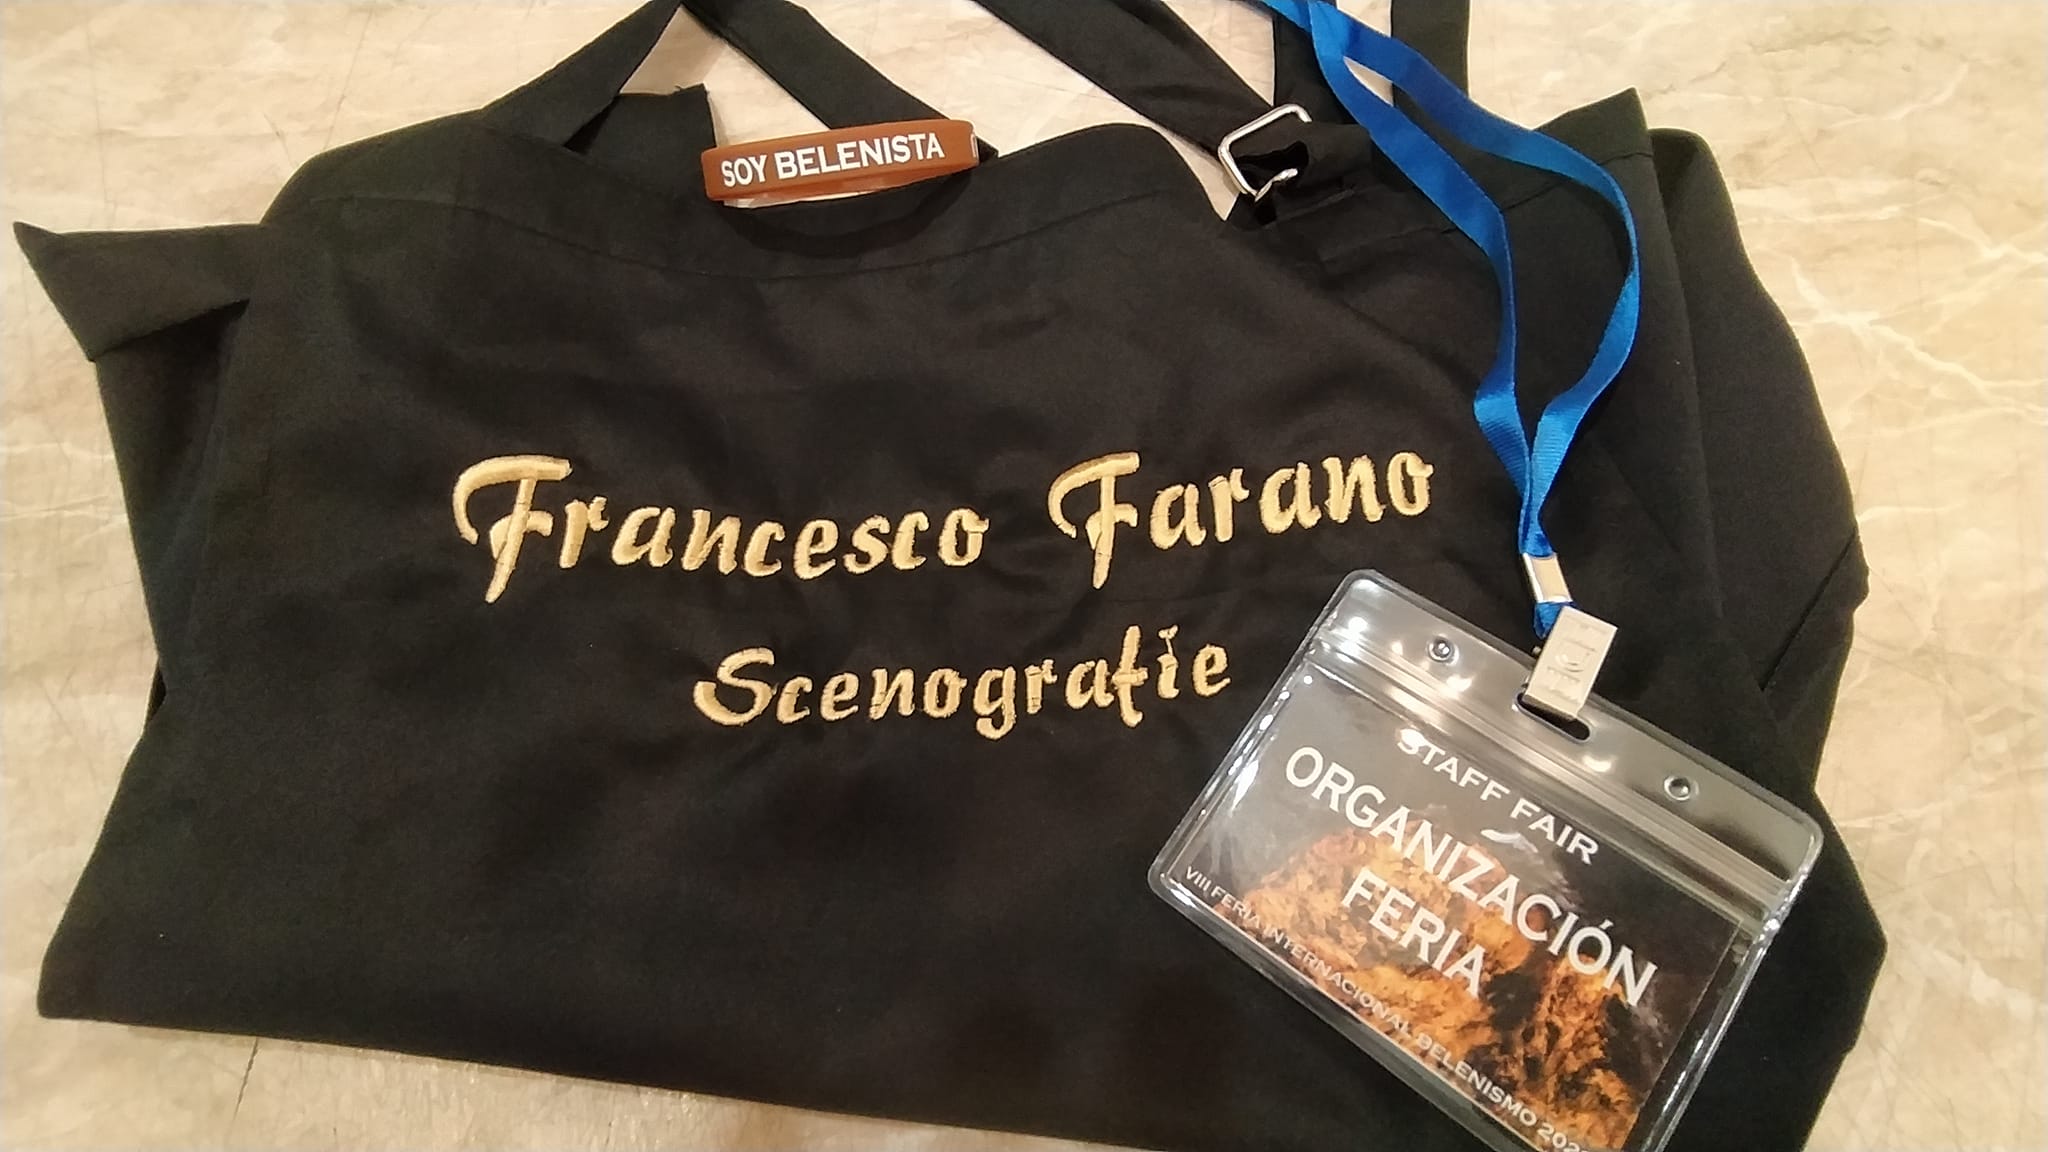 SOY BELENISTA
Francesco Farano
Scenografie
STAFF FAIR
ORGANIZACIÓN
FERIA
VIII FERIA INTERNACIONAL BELENISMO